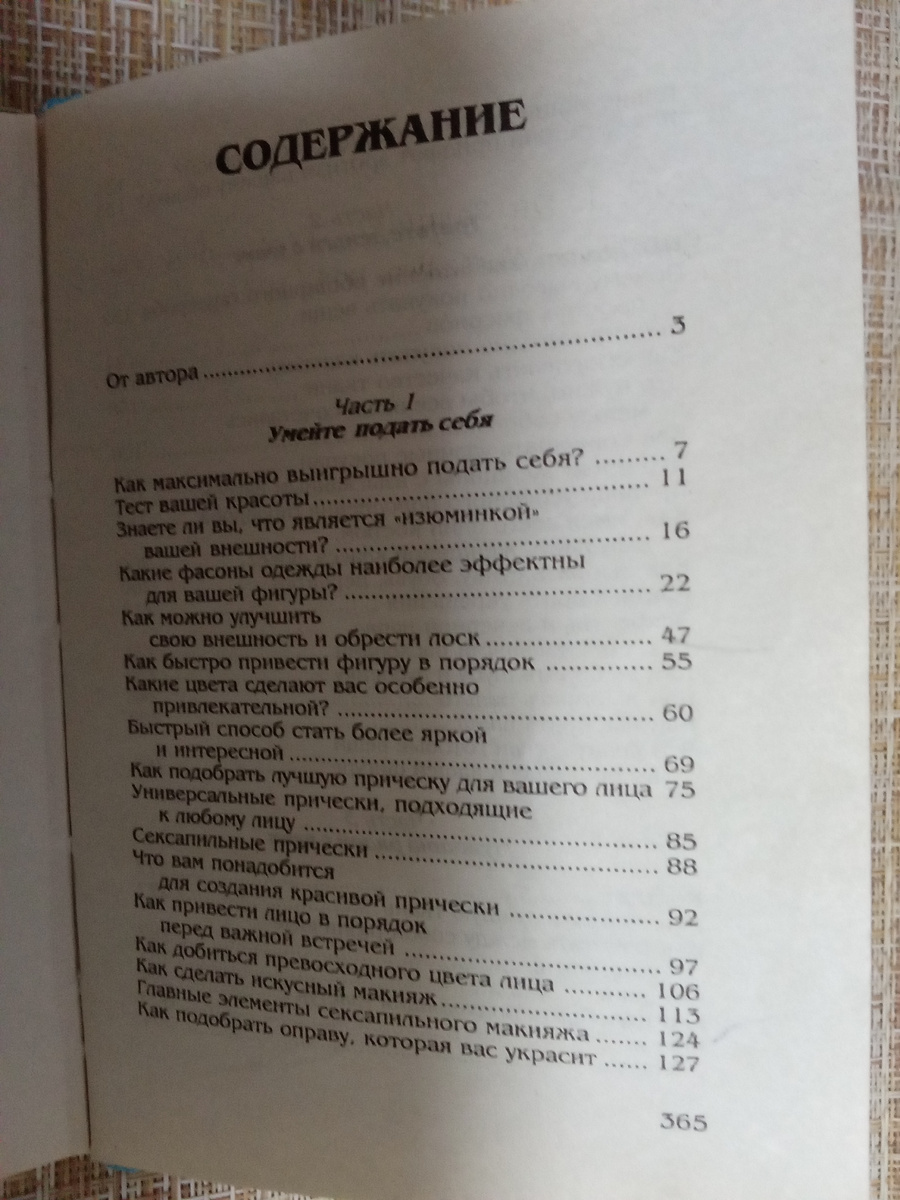 СОДЕРЖАНИЕ
От автора ........................................................ 3
Часть 1
Умейте подать себя
Как максимально выигрышно подать себя? ......... 7
Тест вашей красоты .......................................... 11
Знаете ли вы, что является «изюминкой»
вашей внешности? ........................................ 16
Какие фасоны одежды наиболее эффектны
для вашей фигуры? ....................................... 22
Как можно улучшить
свою внешность и обрести лоск ..................... 47
Как быстро привести фигуру в порядок .............. 55
Какие цвета сделают вас особенно
привлекательной? ........................................ 60
Быстрый способ стать более яркой
и интересной ............................................... 69
Как подобрать лучшую прическу для вашего лица 75
Универсальные прически, подходящие
к любому лицу ............................................. 85
Сексапильные прически .................................... 88
Что вам понадобится
для создания красивой прически .................... 92
Как привести лицо в порядок
перед важной встречей ................................. 97
Как добиться превосходного цвета лица ........... 106
Как сделать искусный макияж .......................... 113
Главные элементы сексапильного макияжа ....... 124
Как подобрать оправу, которая вас украсит ...... 127
365